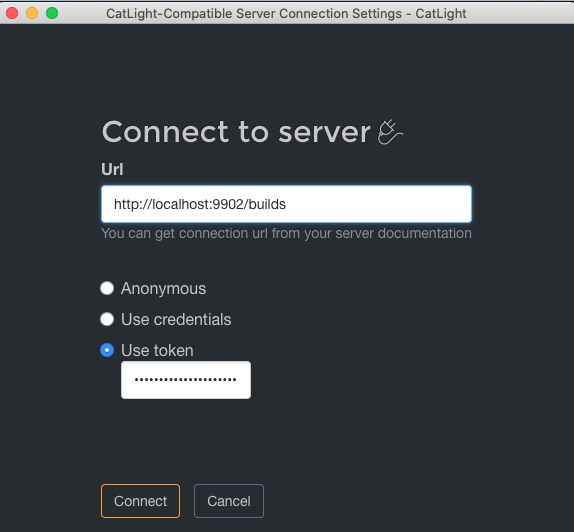 CatLight-Compatible Server Connection Settings - CatLight
Connect to server
Url
http://localhost:9902/builds
You can get connection url from your server documentation
Anonymous
Use credentials
Use token
•••••••••••••••••••••
Connect Cancel